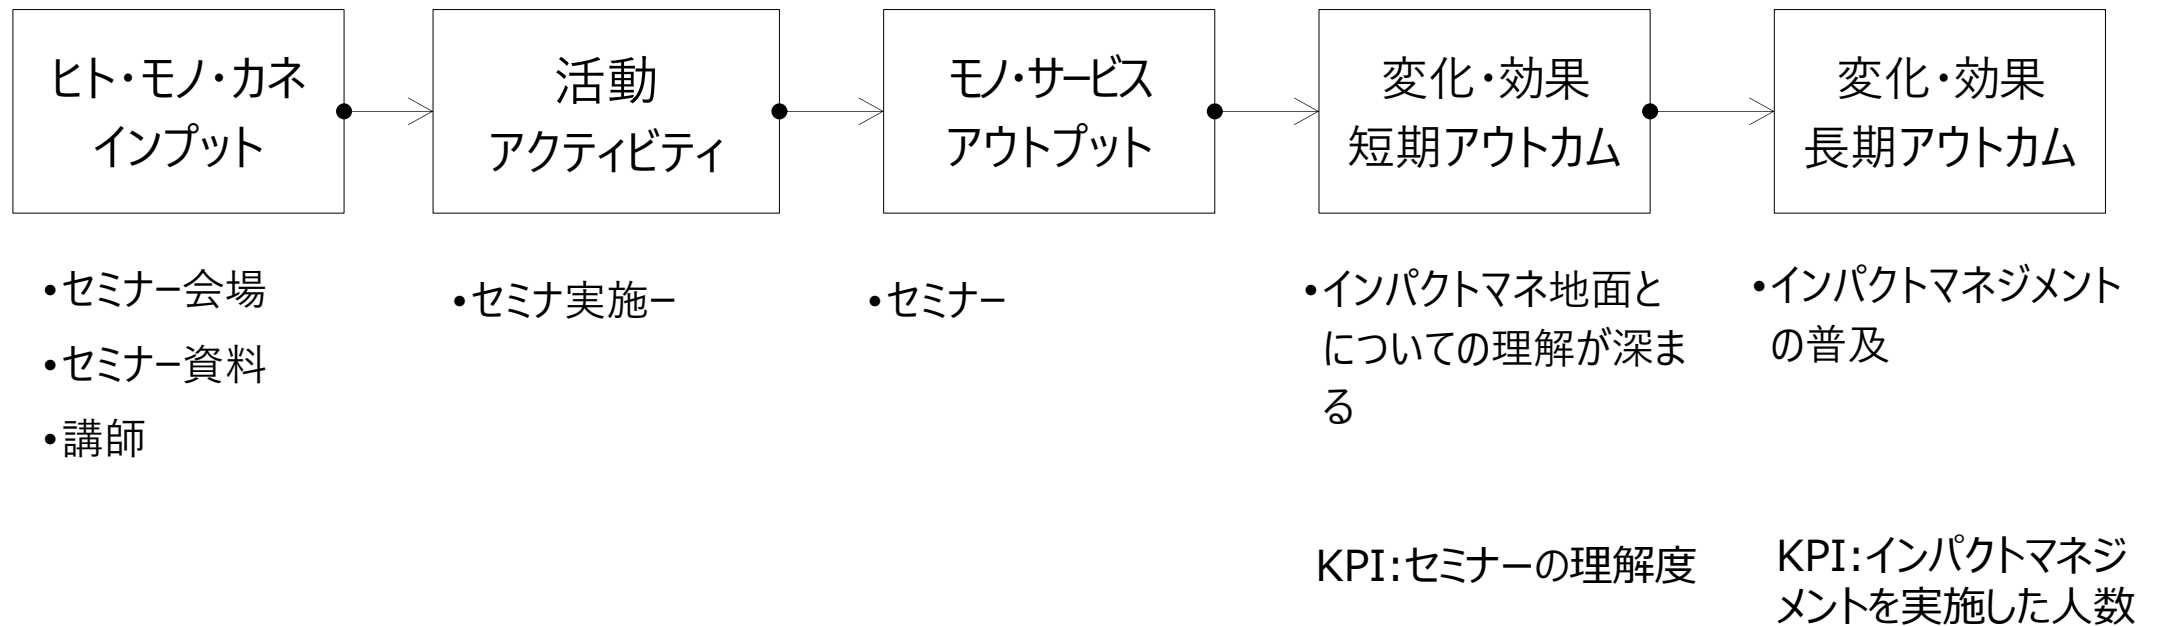 ヒト・モノ・カネ
インプット
活動
アクティビティ
モノ・サービス
アウトプット
変化・効果
短期アウトカム
変化・効果
長期アウトカム
•セミナー会場
•セミナー資料
•講師
•セミナ実施ー
•セミナー
•インパクトマネ地面と
についての理解が深ま
る
•インパクトマネジメント
の普及
KPI:セミナーの理解度
KPI:インパクトマネジ
メントを実施した人数